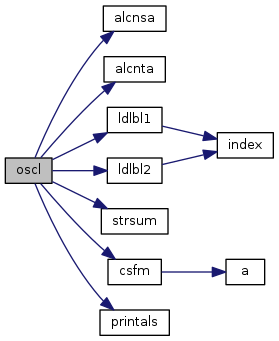 alcnsa
alcnta
ldlbl1
index
oscl
ldlbl2
strsum
csfm
a
printals